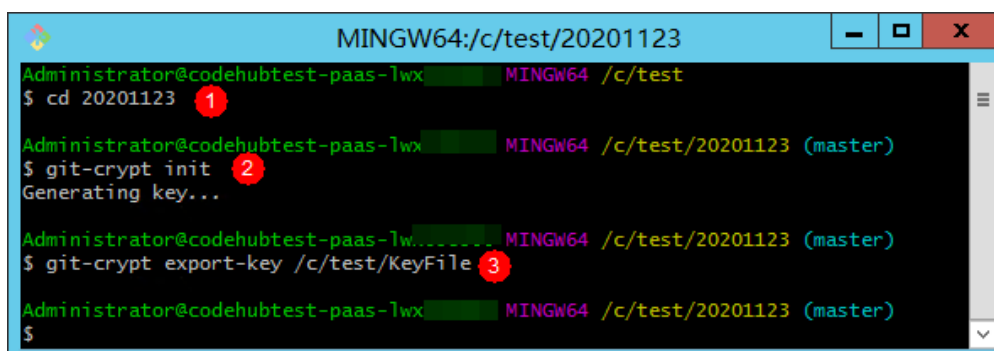 MINGW64:/c/test/20201123
Administrator@codehubtest-paas-lwx MINGW64 /c/test
$ cd 20201123 1
Administrator@codehubtest-paas-lwx MINGW64 /c/test/20201123 (master)
$ git-crypt init 2
Generating key...
Administrator@codehubtest-paas-lw MINGW64 /c/test/20201123 (master)
$ git-crypt export-key /c/test/KeyFile 3
Administrator@codehubtest-paas-lwx MINGW64 /c/test/20201123 (master)
$